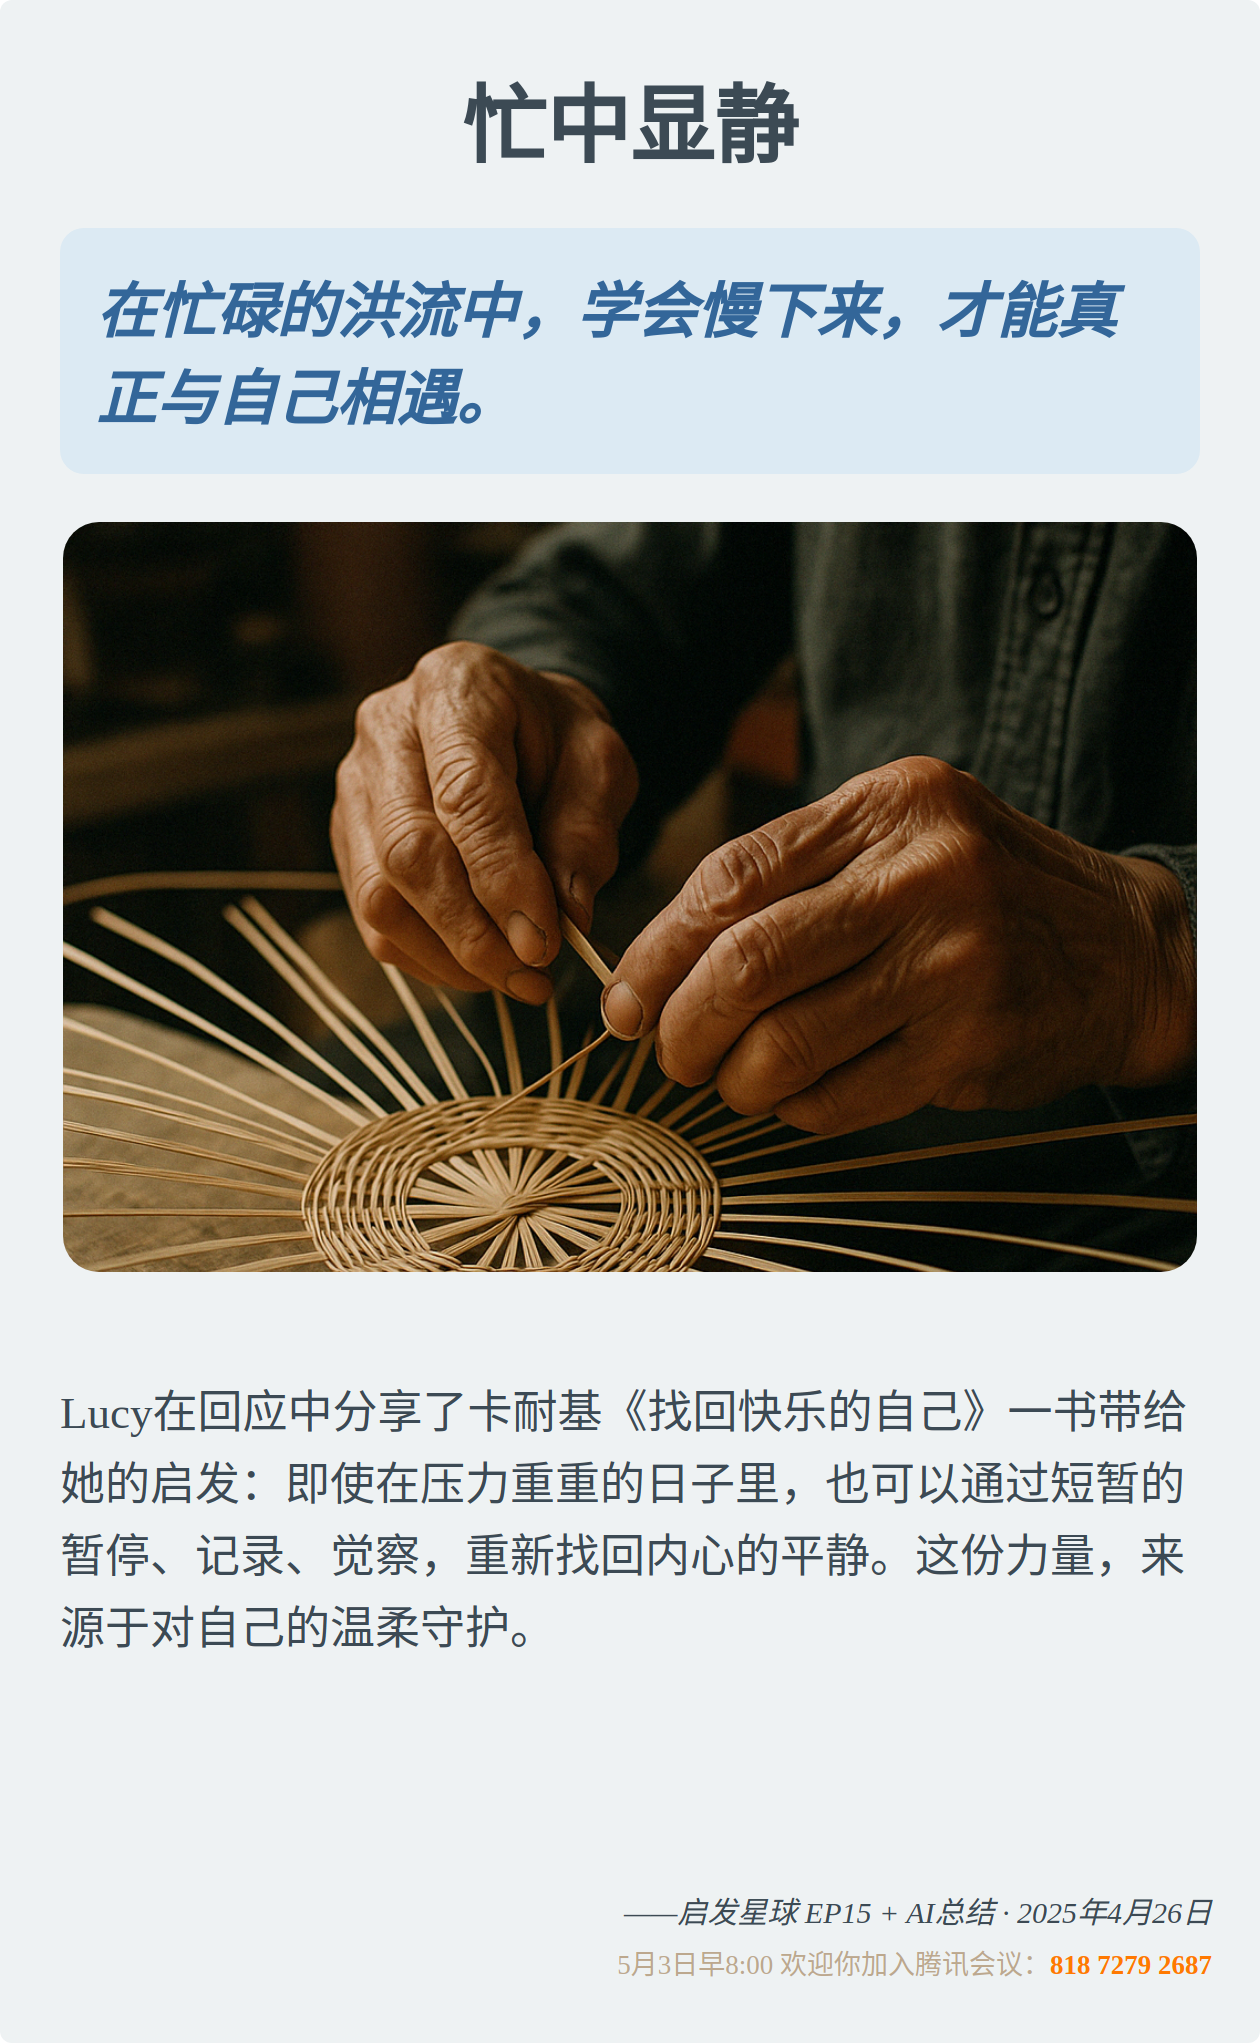 忙中显静
在忙碌的洪流中，学会慢下来，才能真
正与自己相遇。
Lucy在回应中分享了卡耐基《找回快乐的自己》一书带给
她的启发：即使在压力重重的日子里，也可以通过短暂的
暂停、记录、觉察，重新找回内心的平静。这份力量，来
源于对自己的温柔守护。
——启发星球 EP15 + AI总结 · 2025年4月26日
5月3日早8:00 欢迎你加入腾讯会议：818 7279 2687